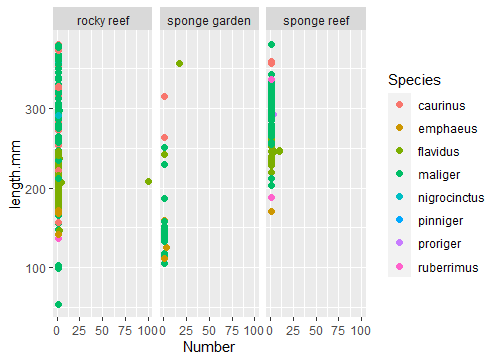 rocky reef sponge garden sponge reef
300
200
100
length mm
0 25 50 75 100 0 25 50 75 100 0 25 50 75 100
Number
Species
caurinus
emphaeus
flavidus
maliger
nigrocinctus
pinniger
proriger
ruberrimus